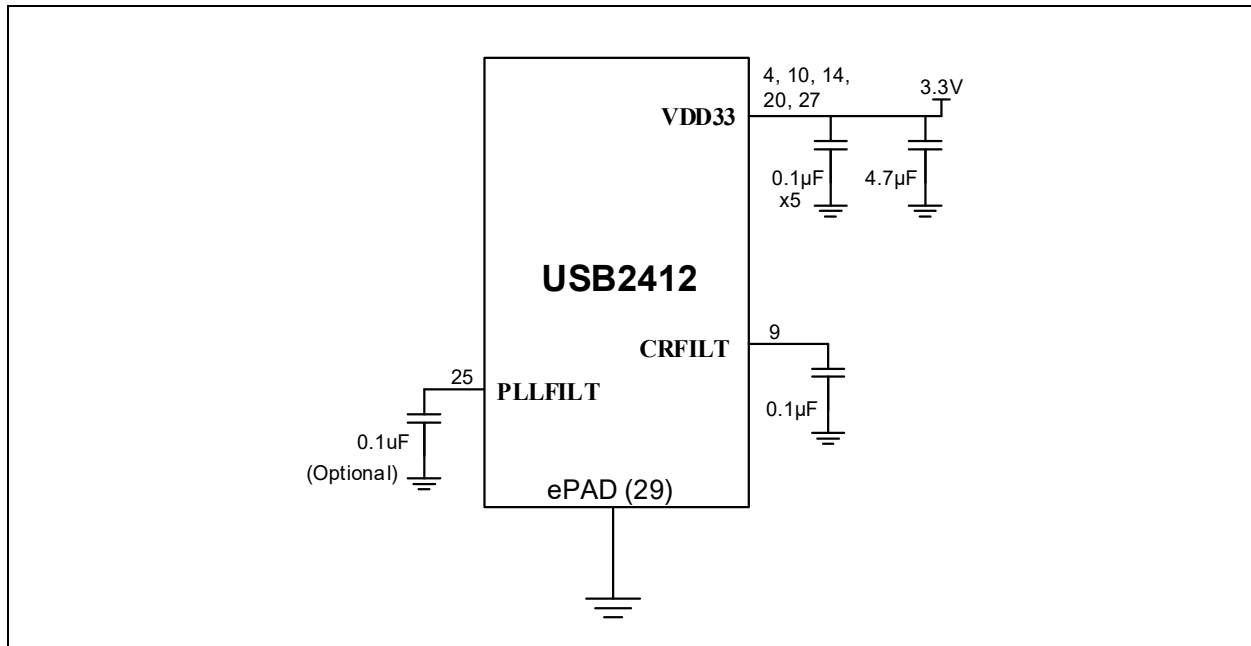 4, 10, 14,
20, 27
3.3V
VDD33
0.1µF
x5
4.7µF
USB2412
9
CRFILT
25
PLLFILT
0.1µF
0.1uF
(Optional)
ePAD (29)